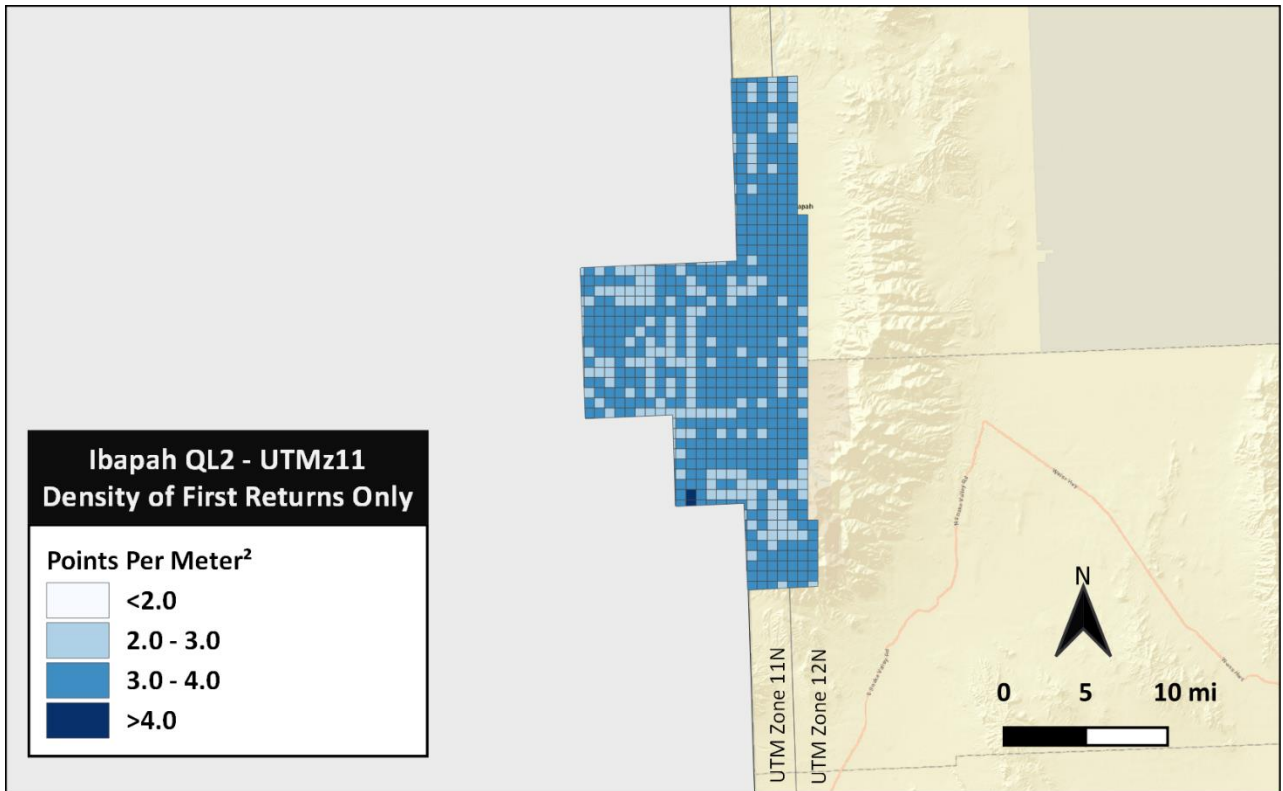 apah
Ibapah QL2 - UTMz11
Density of First Returns Only
Points Per Meter²
<2.0
2.0 - 3.0
3.0 - 4.0
>4.0
UTM Zone 11N
UTM Zone 12N
N
0 5 10 mi